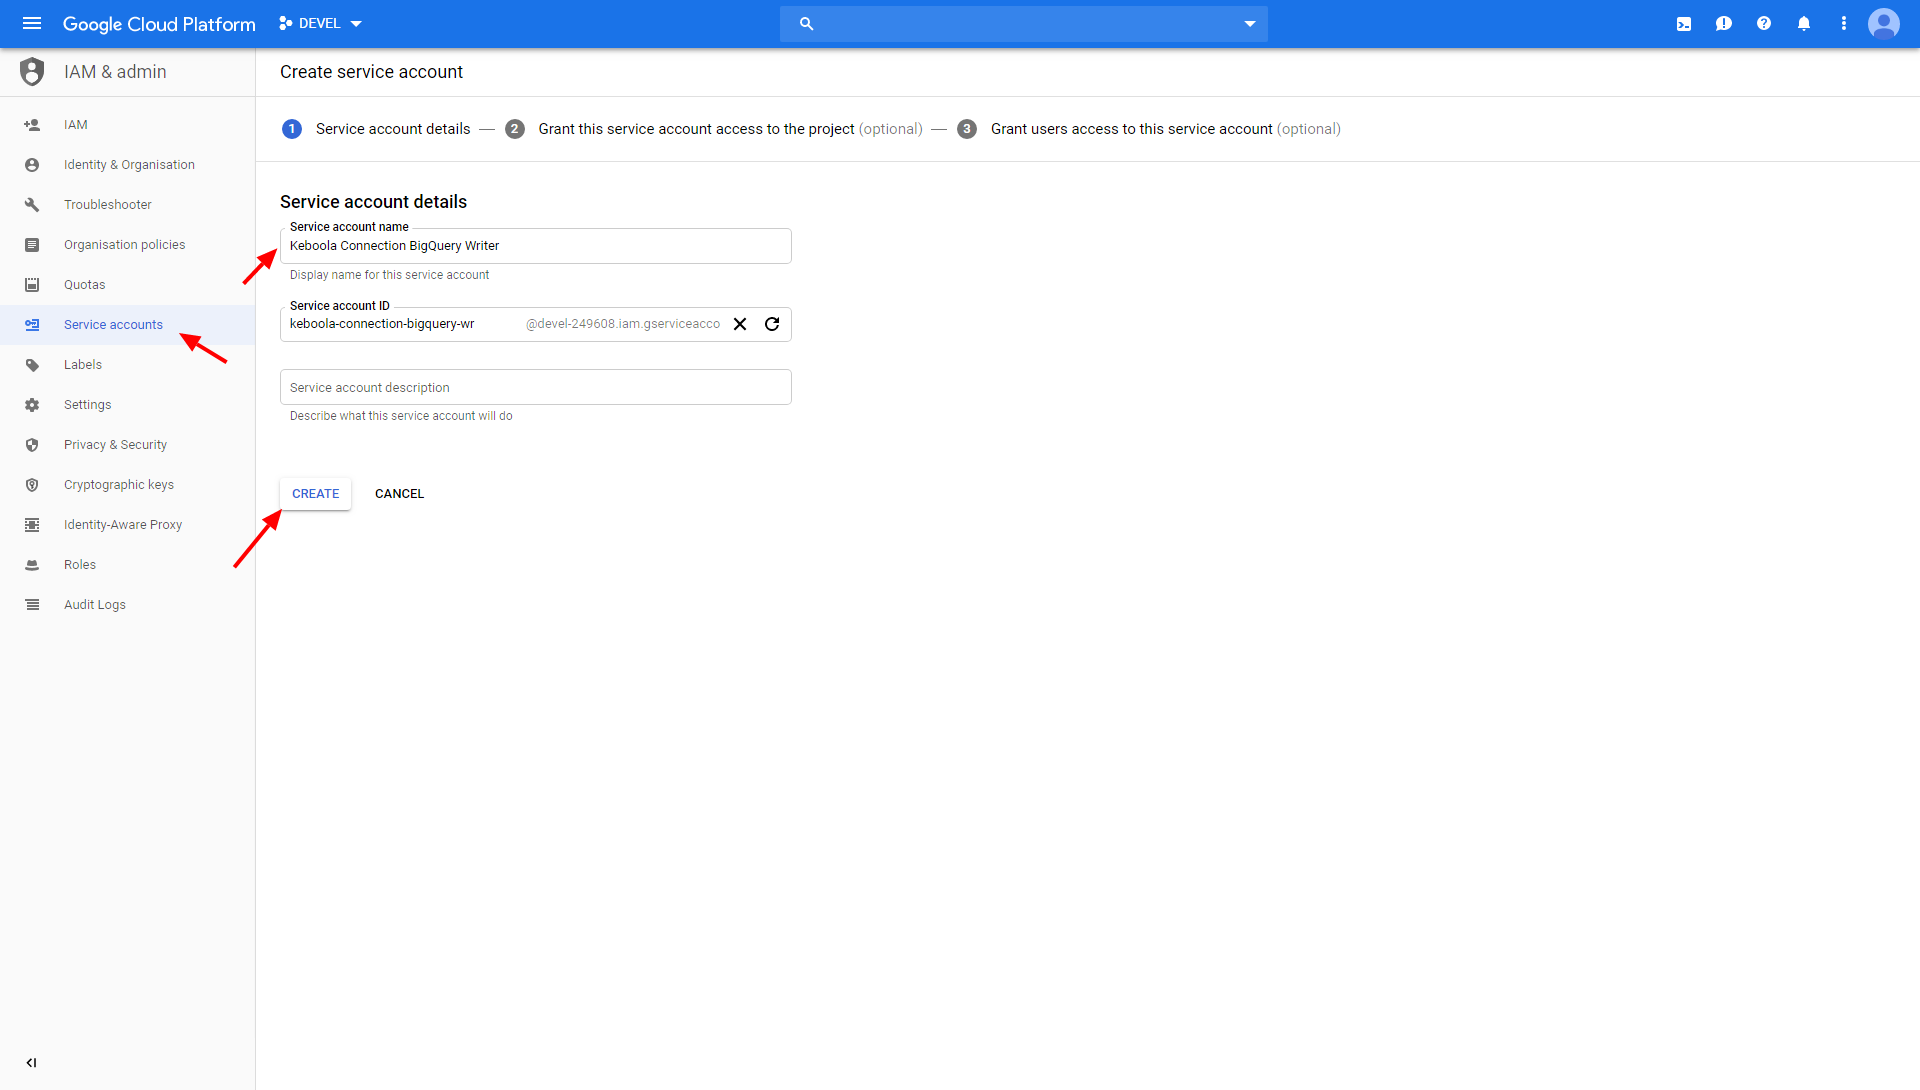 Google Cloud Platform DEVEL
IAM & admin
Create service account
1 Service account details — 2 Grant this service account access to the project (optional) — 3 Grant users access to this service account (optional)
IAM
Identity & Organisation
Troubleshooter
Organisation policies
Quotas
Service accounts
Labels
Settings
Privacy & Security
Cryptographic keys
Identity-Aware Proxy
Roles
Audit Logs
Service account details
Service account name
Keboola Connection BigQuery Writer
Display name for this service account
Service account ID
keboola-connection-bigquery-wr @devel-249608.iam.gserviceacco
Service account description
Describe what this service account will do
CREATE CANCEL